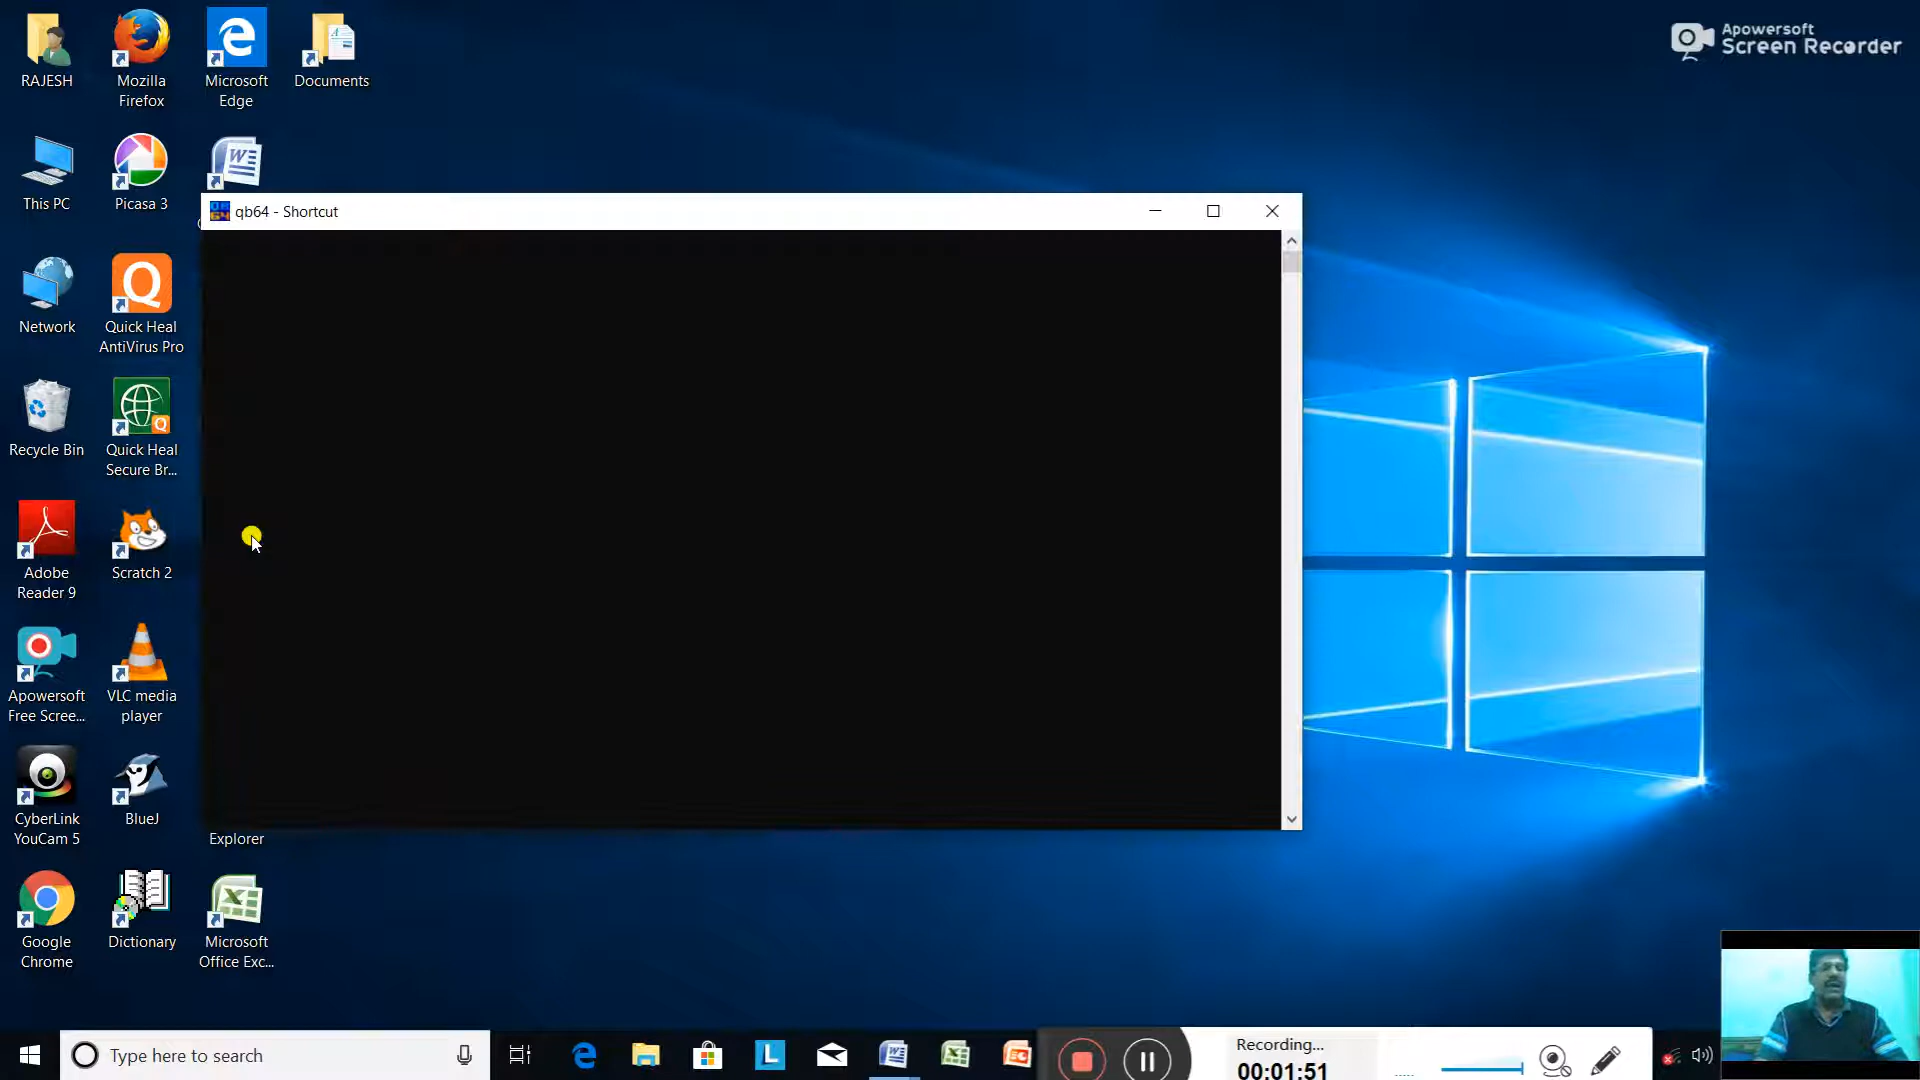 Apowersoft
Screen Recorder
RAJESH
Mozilla
Firefox
Microsoft
Edge
Documents
This PC
Picasa 3
qb64 - Shortcut
Network
Quick Heal
AntiVirus Pro
Recycle Bin
Quick Heal
Secure Br...
Adobe
Reader 9
Scratch 2
Apowersoft
Free Scree...
VLC media
player
CyberLink
YouCam 5
BlueJ
Explorer
Google
Chrome
Dictionary
Microsoft
Office Exc...
Type here to search
Recording...
00:01:51